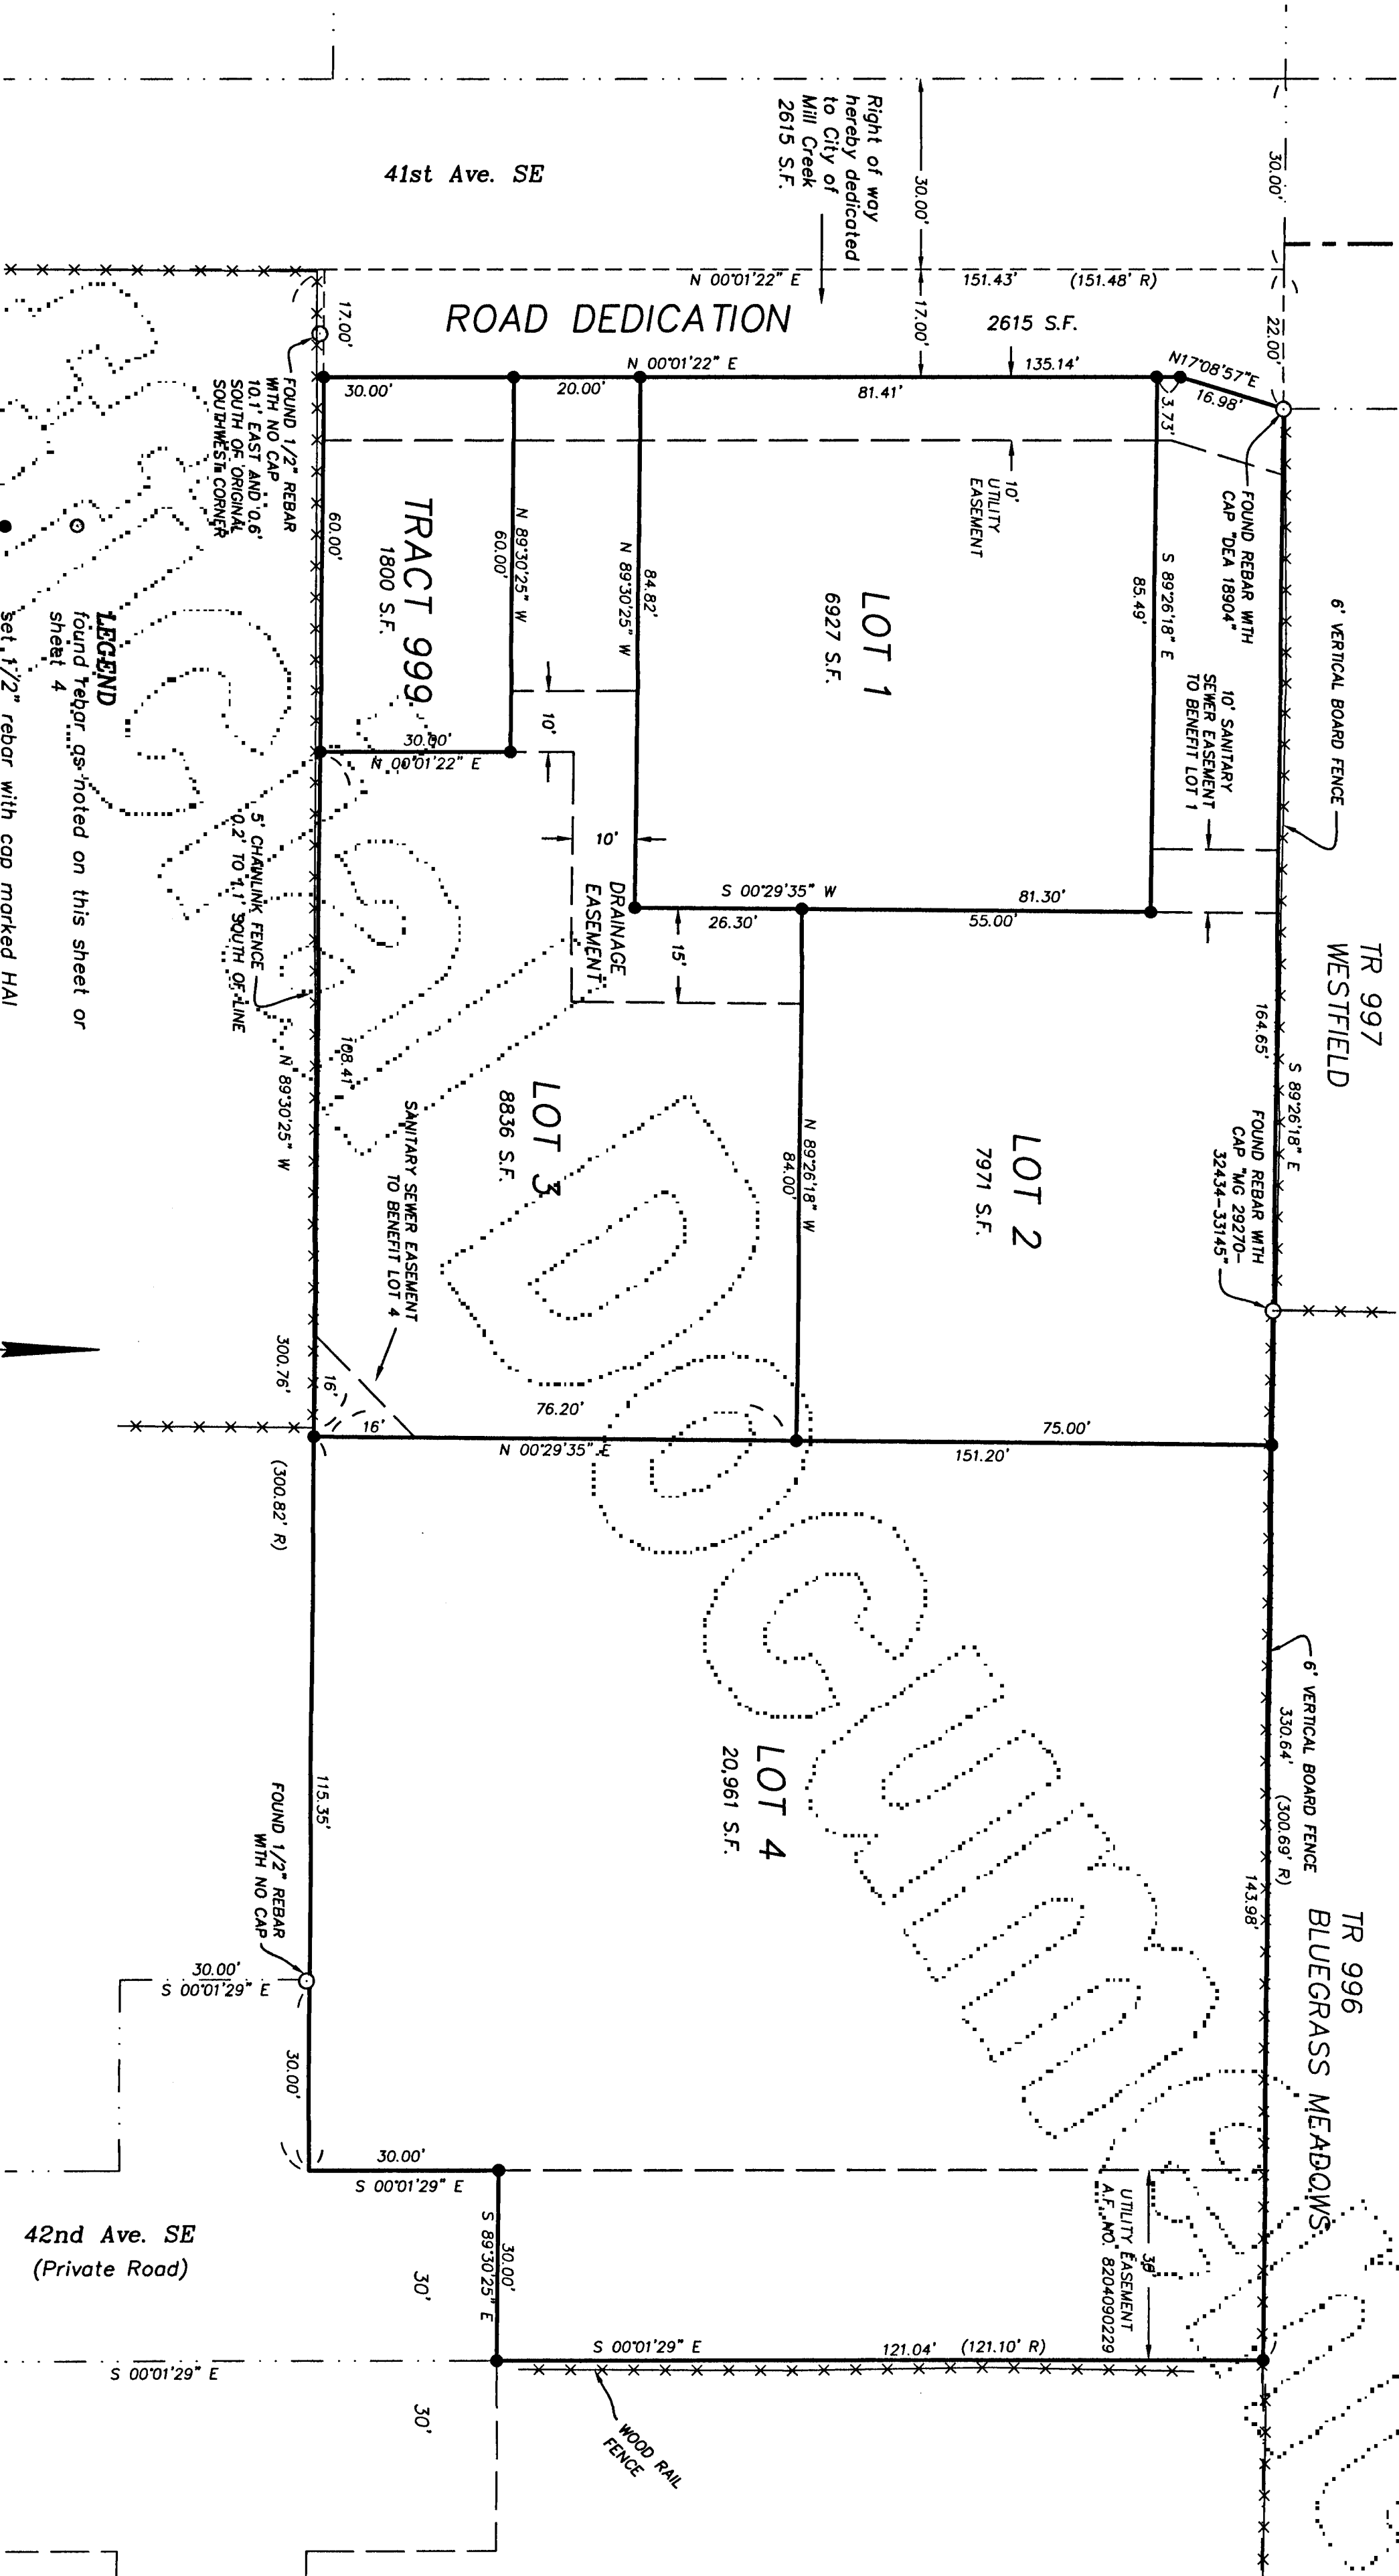 41st Ave. SE
30.00'
30.00'
22.00'
17.00'
17.00'
Right of way
hereby dedicated
to City of
Mill Creek
2615 S.F.
N 00°01'22" E
151.43'
(151.48' R)
ROAD DEDICATION
2615 S.F.
N 00°01'22" E
135.14'
30.00'
20.00'
81.41'
3.73'
N17°08'57"E
16.98'
FOUND REBAR WITH
CAP "DEA 18904"
FOUND 1/2" REBAR
WITH NO CAP
10.1' EAST AND 0.6'
SOUTH OF ORIGINAL
SOUTHWEST CORNER
60.00'
TRACT 999
1800 S.F.
N 89°30'25" W
60.00'
N 89°30'25" W
84.82'
10'
UTILITY
EASEMENT
LOT 1
6927 S.F.
S 89°26'18" E
85.49'
10' SANITARY
SEWER EASEMENT
TO BENEFIT LOT 1
6' VERTICAL BOARD FENCE
TR 997
WESTFIELD
LEGEND
found rebar as noted on this sheet or
sheet 4
set 1/2" rebar with cap marked HAI
30.00'
N 00°01'22" E
10'
10'
DRAINAGE
EASEMENT
15'
S 00°29'35" W
26.30'
81.30'
55.00'
5' CHAINLINK FENCE
0.2' TO 1.1' SOUTH OF LINE
108.41'
N 89°30'25" W
300.76'
(300.82' R)
LOT 3
8836 S.F.
SANITARY SEWER EASEMENT
TO BENEFIT LOT 4
16'
16'
N 89°26'18" W
84.00'
LOT 2
7971 S.F.
164.65'
S 89°26'18" E
FOUND REBAR WITH
CAP "MG 29270-
32434-33145"
76.20'
N 00°29'35" E
75.00'
151.20'
LOT 4
20,961 S.F.
6' VERTICAL BOARD FENCE
330.64'
(300.69' R)
143.98'
TR 996
BLUEGRASS MEADOWS
115.35'
FOUND 1/2" REBAR
WITH NO CAP
30.00'
S 00°01'29" E
30.00'
30.00'
S 00°01'29" E
30.00'
S 89°30'25" E
UTILITY EASEMENT
A.F. NO. 8204090229
42nd Ave. SE
(Private Road)
30'
30'
S 00°01'29" E
S 00°01'29" E
121.04'
(121.10' R)
WOOD RAIL
FENCE
Document